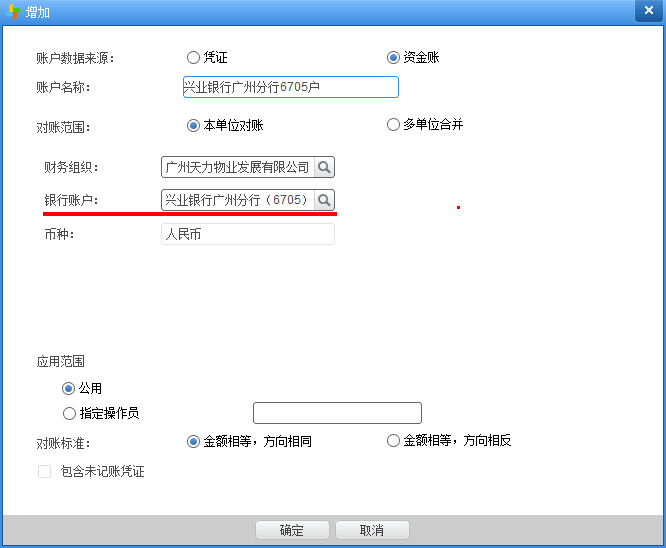 增加
账户数据来源： 凭证 资金账
账户名称： 兴业银行广州分行6705户
对账范围： 本单位对账 多单位合并
财务组织： 广州天力物业发展有限公司
银行账户： 兴业银行广州分行（6705）
币种： 人民币
应用范围
公用
指定操作员
对账标准： 金额相等，方向相同 金额相等，方向相反
包含未记账凭证
确定 取消